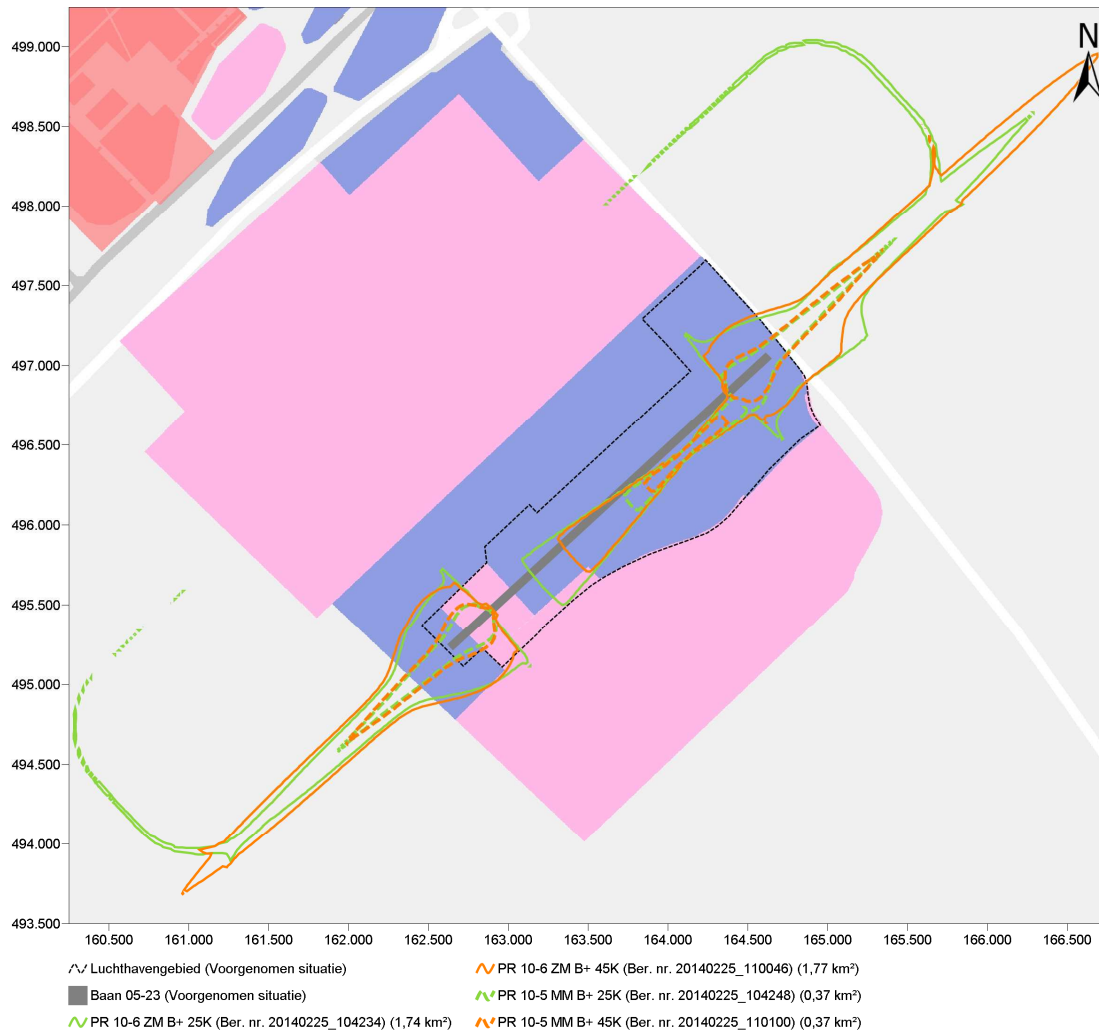 N
499.000
498.500
498.000
497.500
497.000
496.500
496.000
495.500
495.000
494.500
494.000
493.500
160.500 161.000 161.500 162.000 162.500 163.000 163.500 164.000 164.500 165.000 165.500 166.000 166.500
Luchthavengebied (Voorgenomen situatie)
Baan 05-23 (Voorgenomen situatie)
PR 10-6 ZM B+ 25K (Ber. nr. 20140225_104234) (1,74 km²)
PR 10-6 ZM B+ 45K (Ber. nr. 20140225_110046) (1,77 km²)
PR 10-5 MM B+ 25K (Ber. nr. 20140225_104248) (0,37 km²)
PR 10-5 MM B+ 45K (Ber. nr. 20140225_110100) (0,37 km²)